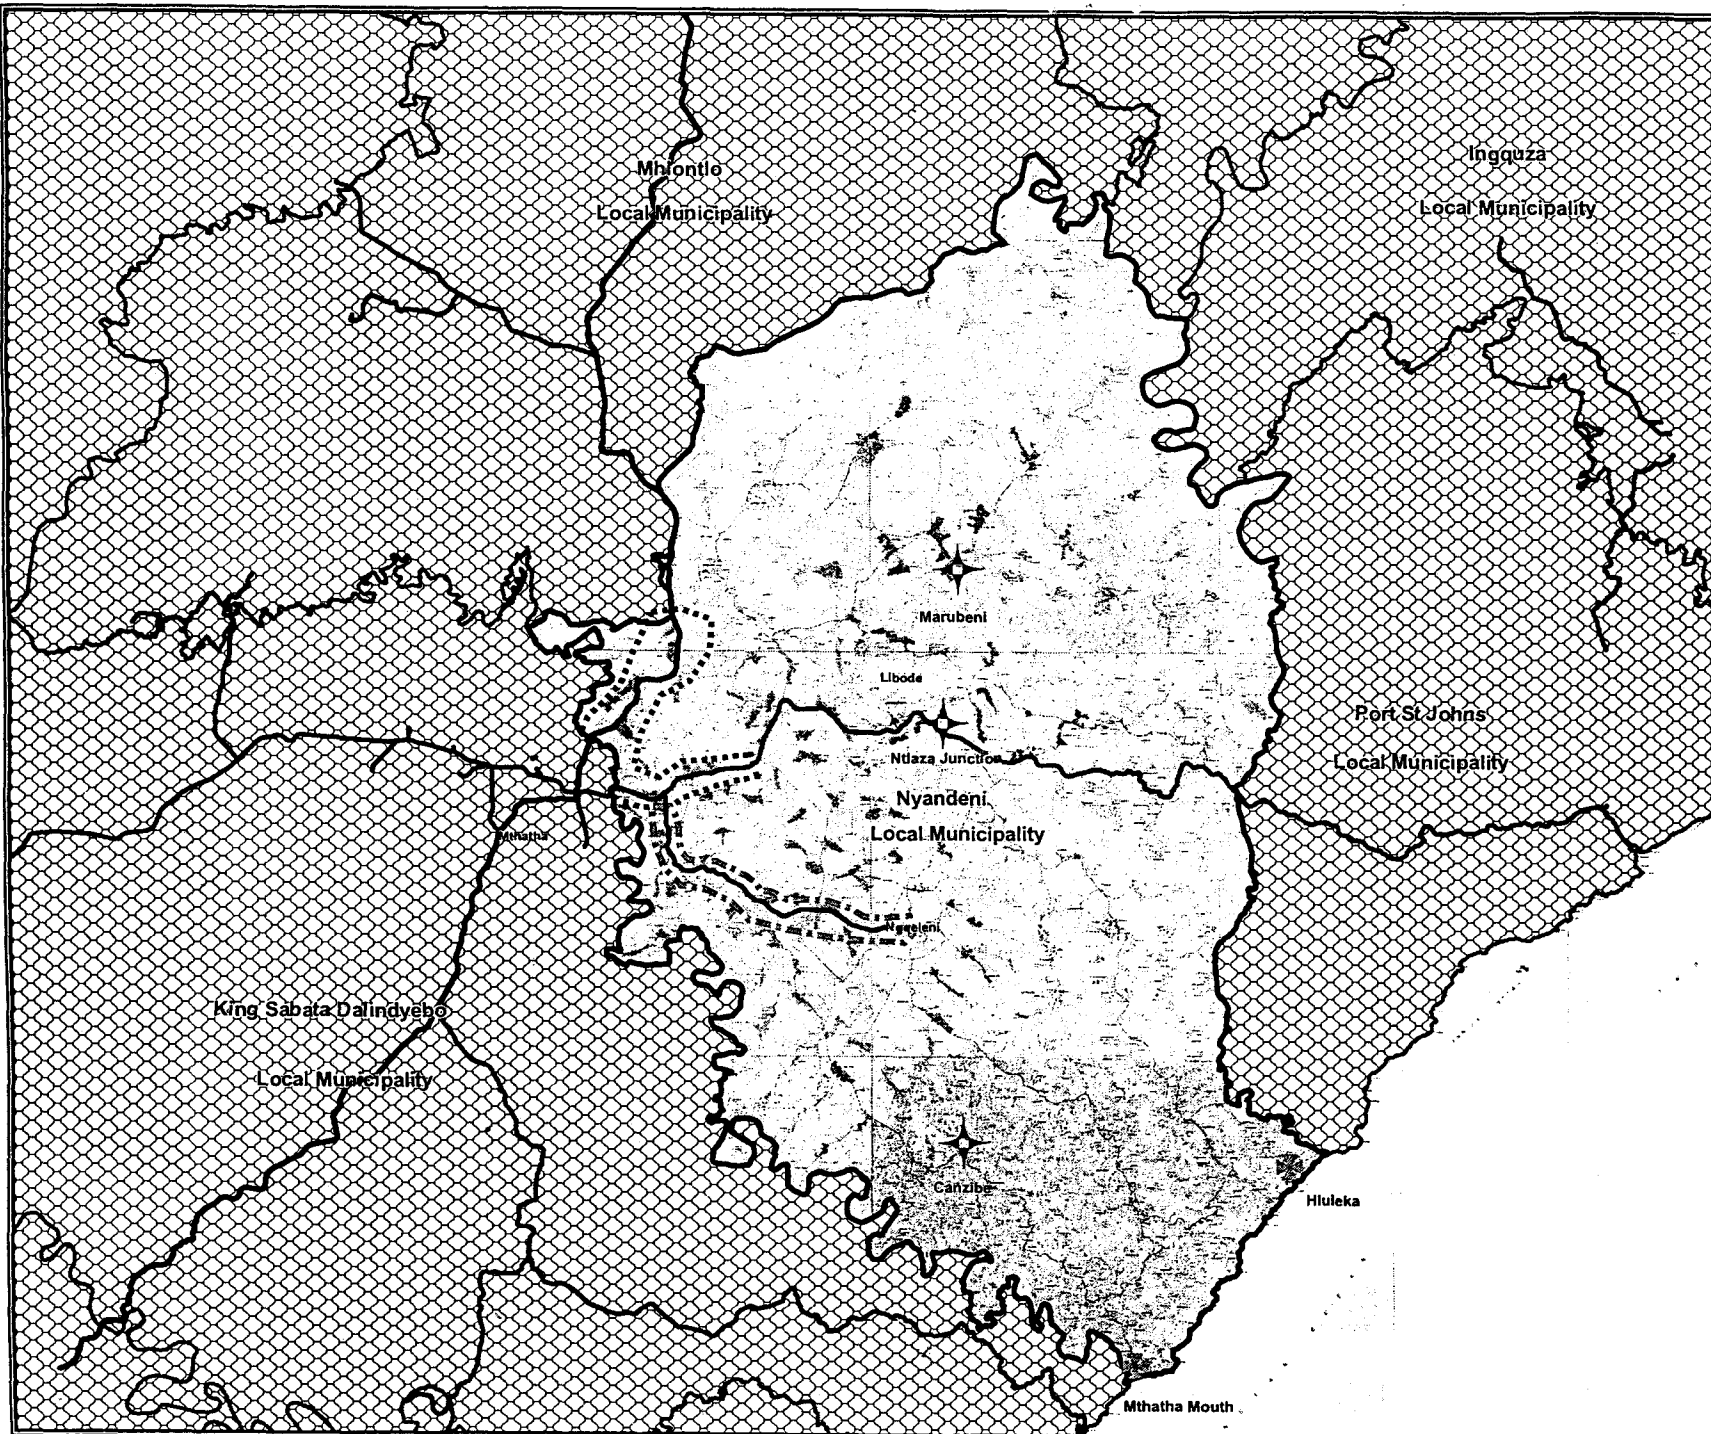 Mhlontlo
Local Municipality
Ingquza
Local Municipality
Marubeni
Libode
Port St Johns
Local Municipality
Ntlaza Junction
Nyandeni
Local Municipality
Mthatha
Ngqeleni
King Sabata Dalindyebo
Local Municipality
Canzibe
Hluleka
Mthatha Mouth